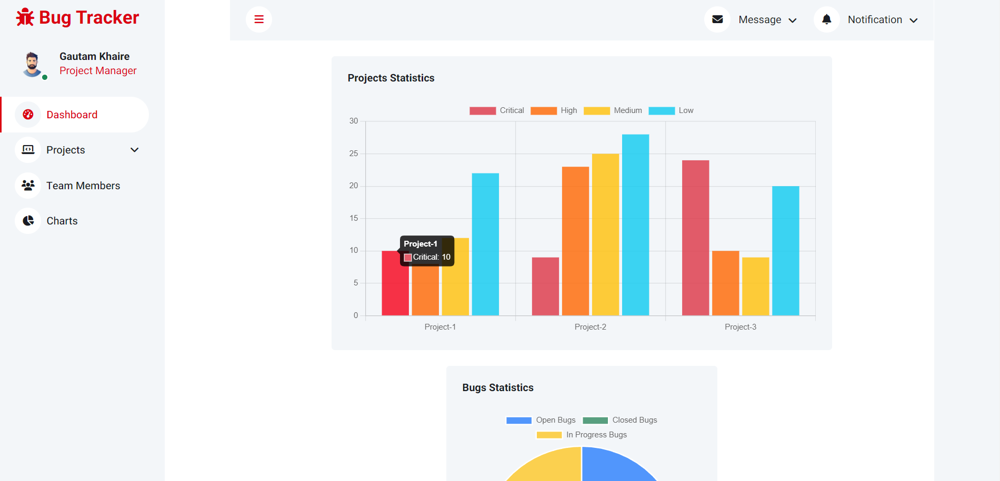 Bug Tracker
Gautam Khaire
Project Manager
Dashboard
Projects
Team Members
Charts
Message
Notification
Projects Statistics
Critical High Medium Low
30
25
20
15
10
5
0
Project-1
Critical: 10
Project-1 Project-2 Project-3
Bugs Statistics
Open Bugs Closed Bugs
In Progress Bugs